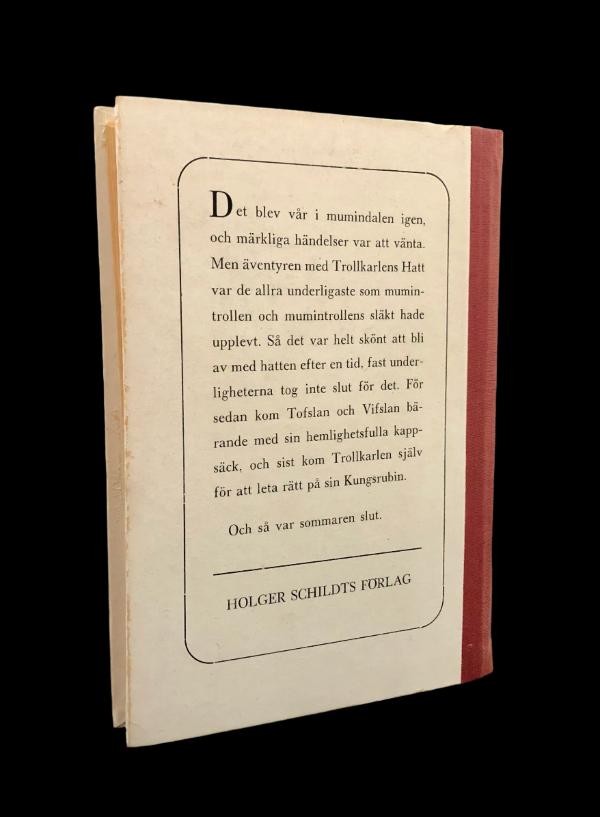 Det blev vår i mumindalen igen,
och märkliga händelser var att vänta.
Men äventyren med Trollkarlens Hatt
var de allra underligaste som mumin-
trollen och mumintrollens släkt hade
upplevt. Så det var helt skönt att bli
av med hatten efter en tid, fast under-
ligheterna tog inte slut för det. För
sedan kom Tofslan och Vifslan bä-
rande med sin hemlighetsfulla kapp-
säck, och sist kom Trollkarlen själv
för att leta rätt på sin Kungsrubin.
Och så var sommaren slut.
HOLGER SCHILDTS FÖRLAG